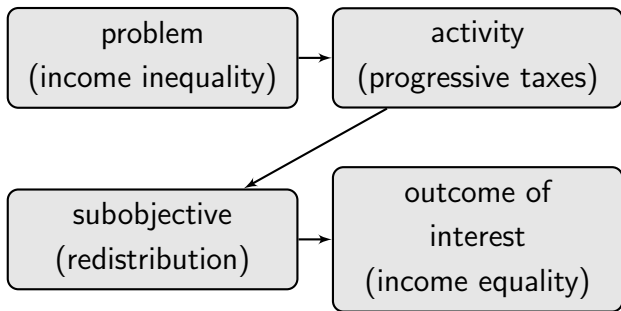 problem
(income inequality)
activity
(progressive taxes)
subobjective
(redistribution)
outcome of
interest
(income equality)